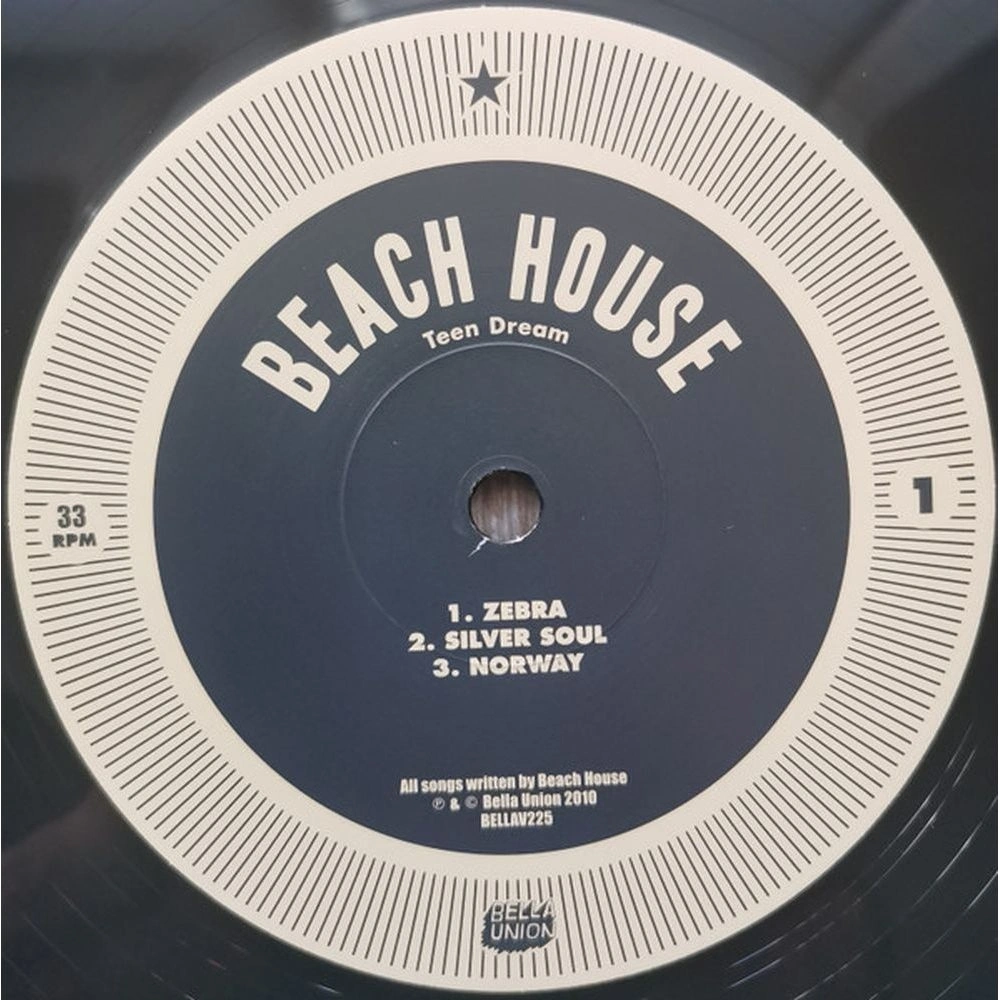 BEACH HOUSE
Teen Dream
33
RPM
1
1. ZEBRA
2. SILVER SOUL
3. NORWAY
All songs written by Beach House
℗ & © Bella Union 2010
BELLAV225
BELLA
UNION